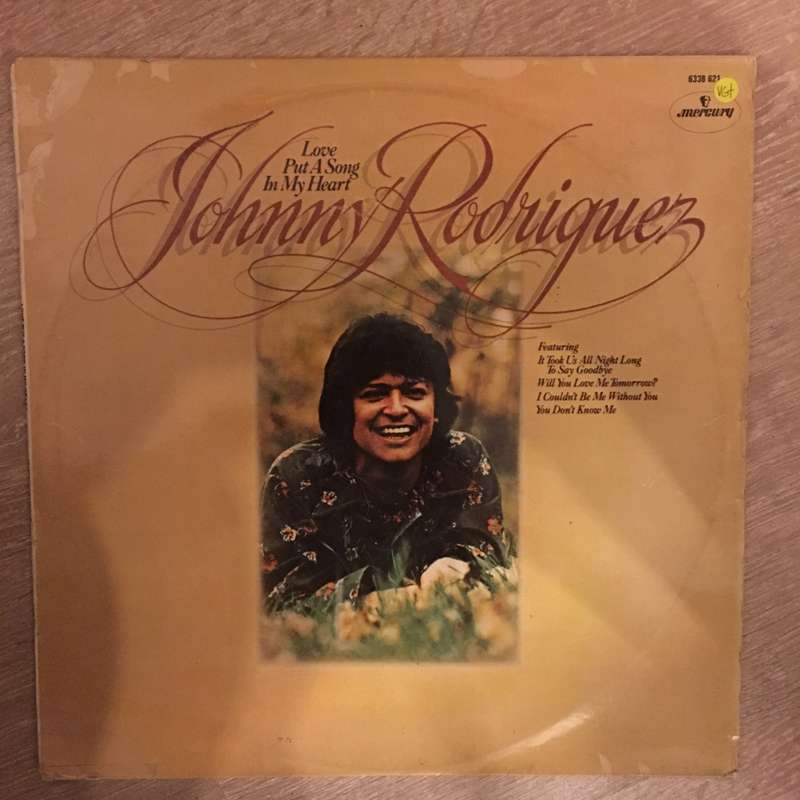 6338 621
VG+
mercury
Love
Put A Song
In My Heart
Johnny Rodriguez
Featuring
It Took Us All Night Long
To Say Goodbye
Will You Love Me Tomorrow?
I Couldn't Be Me Without You
You Don't Know Me